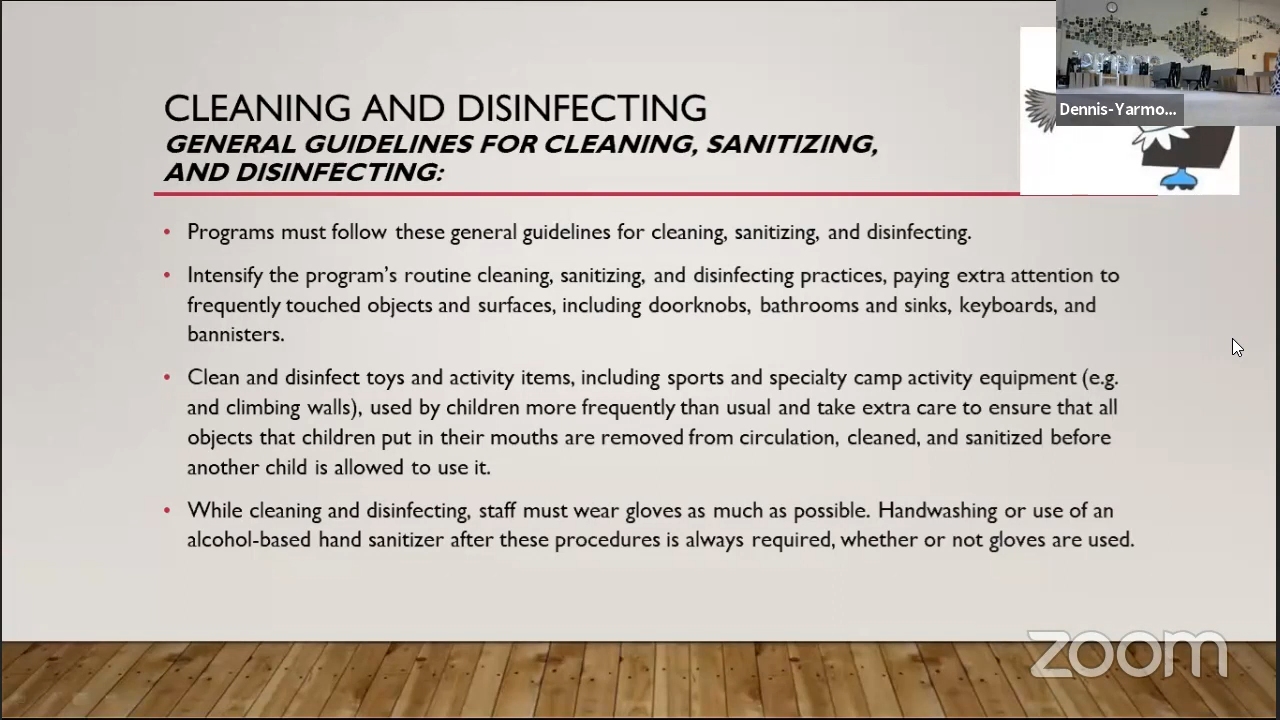 CLEANING AND DISINFECTING
GENERAL GUIDELINES FOR CLEANING, SANITIZING,
AND DISINFECTING:
Dennis-Yarmo...
• Programs must follow these general guidelines for cleaning, sanitizing, and disinfecting.
• Intensify the program's routine cleaning, sanitizing, and disinfecting practices, paying extra attention to
frequently touched objects and surfaces, including doorknobs, bathrooms and sinks, keyboards, and
bannisters.
• Clean and disinfect toys and activity items, including sports and specialty camp activity equipment (e.g.
and climbing walls), used by children more frequently than usual and take extra care to ensure that all
objects that children put in their mouths are removed from circulation, cleaned, and sanitized before
another child is allowed to use it.
• While cleaning and disinfecting, staff must wear gloves as much as possible. Handwashing or use of an
alcohol-based hand sanitizer after these procedures is always required, whether or not gloves are used.
zoom